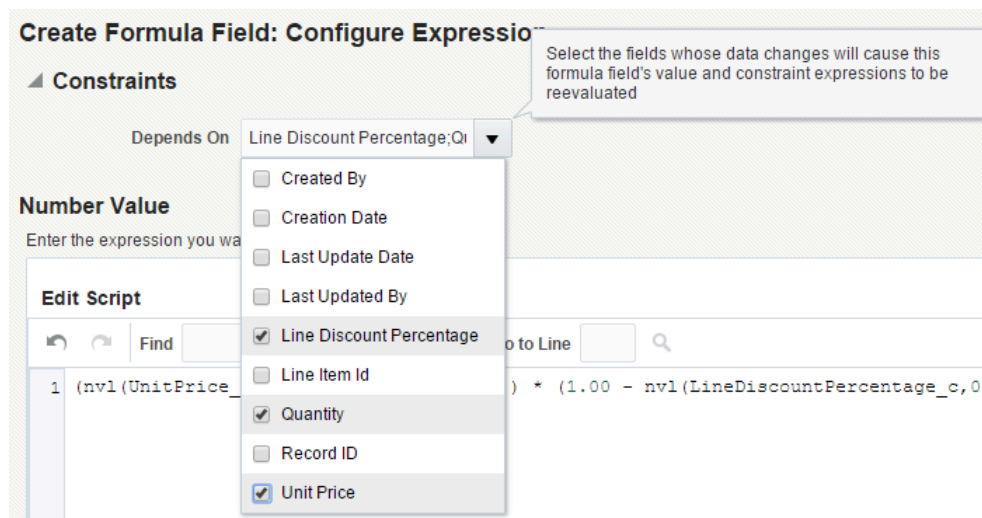 Create Formula Field: Configure Expression
Select the fields whose data changes will cause this
formula field's value and constraint expressions to be
reevaluated
Constraints
Depends On Line Discount Percentage;Qu
Created By
Creation Date
Last Update Date
Last Updated By
Line Discount Percentage
Line Item Id
Quantity
Record ID
Unit Price
Number Value
Enter the expression you wa
Edit Script
Find
o to Line
1 (nvl(UnitPrice_ ) * (1.00 - nvl(LineDiscountPercentage_c,0